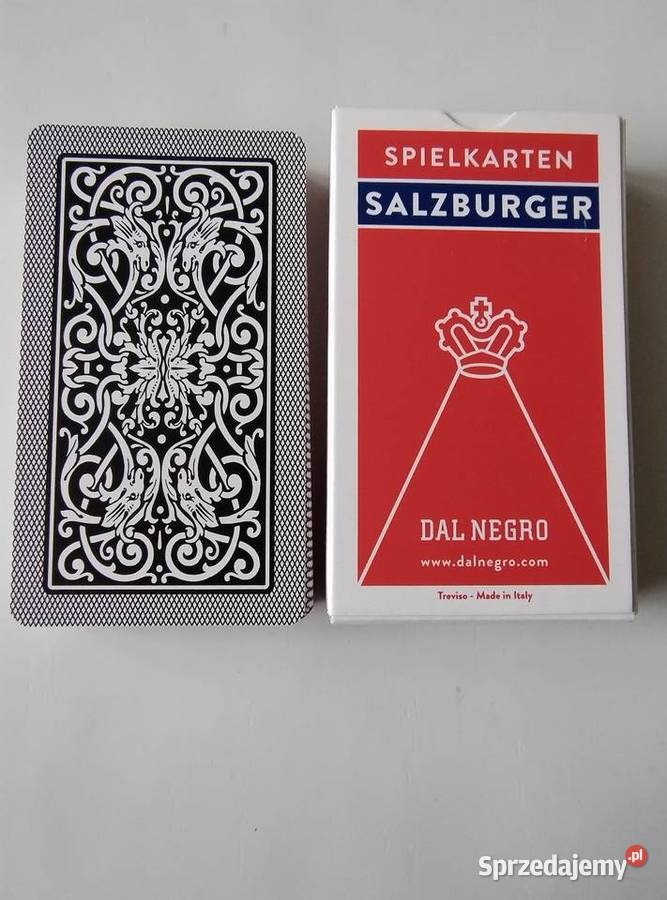 SPIELKARTEN
SALZBURGER
DAL NEGRO
www.dalnegro.com
Treviso - Made in Italy
Sprzedajemy.pl